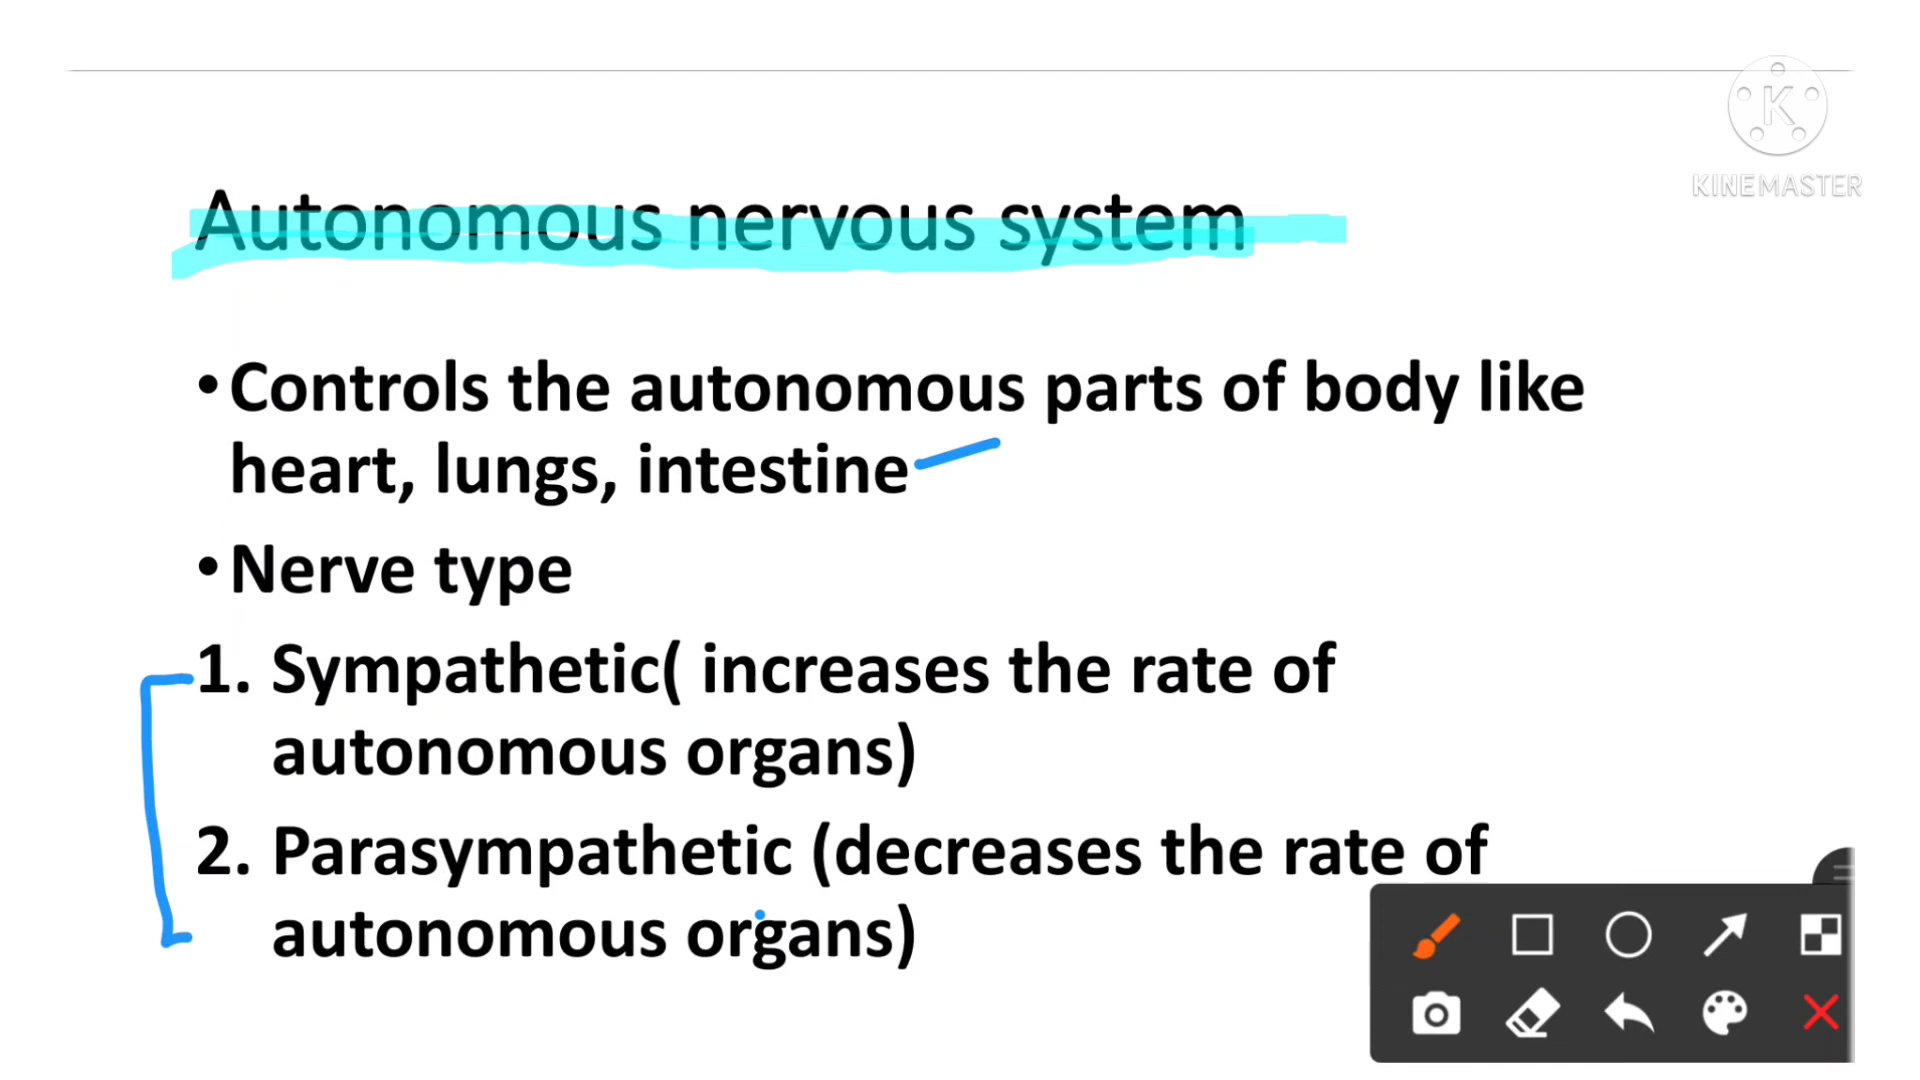 KINEMASTER
Autonomous nervous system
• Controls the autonomous parts of body like
heart, lungs, intestine
• Nerve type
1. Sympathetic( increases the rate of
autonomous organs)
2. Parasympathetic (decreases the rate of
autonomous organs)